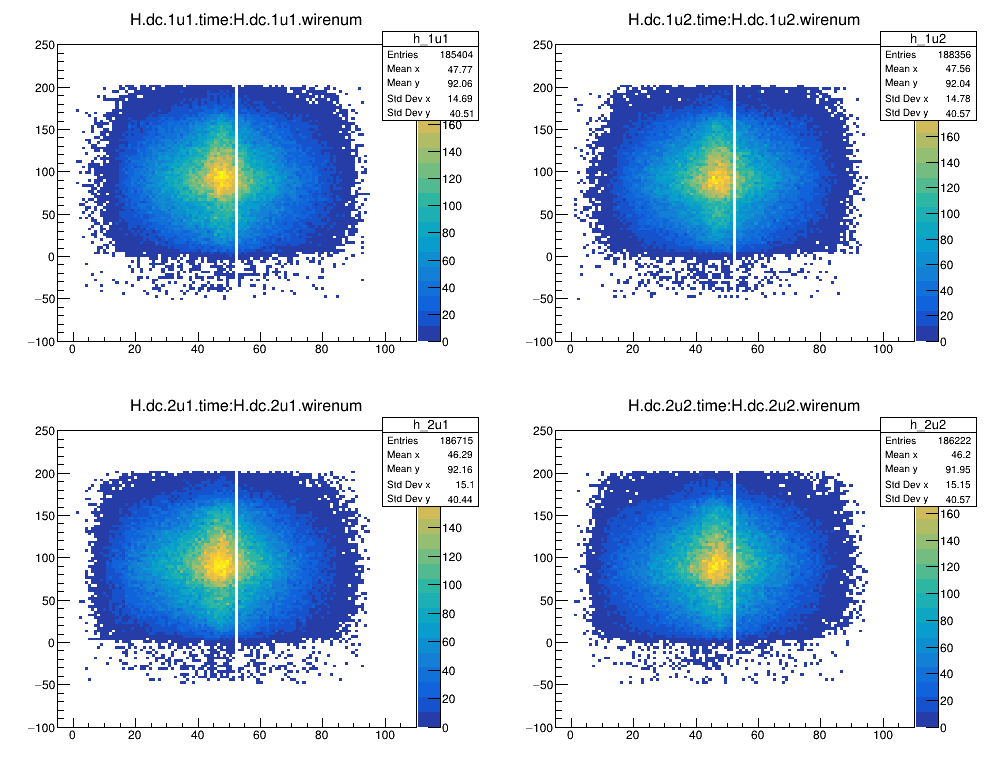 H.dc.1u1.time:H.dc.1u1.wirenum
h_1u1
Entries 185404
Mean x 47.77
Mean y 92.06
Std Dev x 14.69
Std Dev y 40.51
250
200
150
100
50
0
−50
−100
0 20 40 60 80 100
160
140
120
100
80
60
40
20
0
H.dc.1u2.time:H.dc.1u2.wirenum
h_1u2
Entries 188356
Mean x 47.56
Mean y 92.04
Std Dev x 14.78
Std Dev y 40.57
250
200
150
100
50
0
−50
−100
0 20 40 60 80 100
160
140
120
100
80
60
40
20
0
H.dc.2u1.time:H.dc.2u1.wirenum
h_2u1
Entries 186715
Mean x 46.29
Mean y 92.16
Std Dev x 15.1
Std Dev y 40.44
250
200
150
100
50
0
−50
−100
0 20 40 60 80 100
140
120
100
80
60
40
20
0
H.dc.2u2.time:H.dc.2u2.wirenum
h_2u2
Entries 186222
Mean x 46.2
Mean y 91.95
Std Dev x 15.15
Std Dev y 40.57
250
200
150
100
50
0
−50
−100
0 20 40 60 80 100
160
140
120
100
80
60
40
20
0